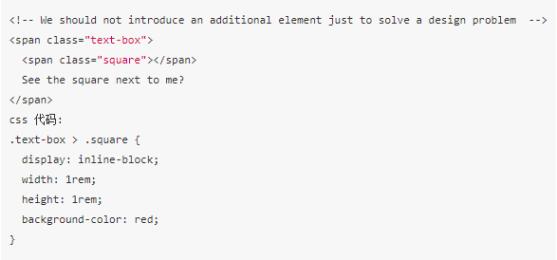 <!-- We should not introduce an additional element just to solve a design problem  -->
<span class="text-box">
  <span class="square"></span>
  See the square next to me?
</span>
css 代码:
.text-box > .square {
  display: inline-block;
  width: 1rem;
  height: 1rem;
  background-color: red;
}